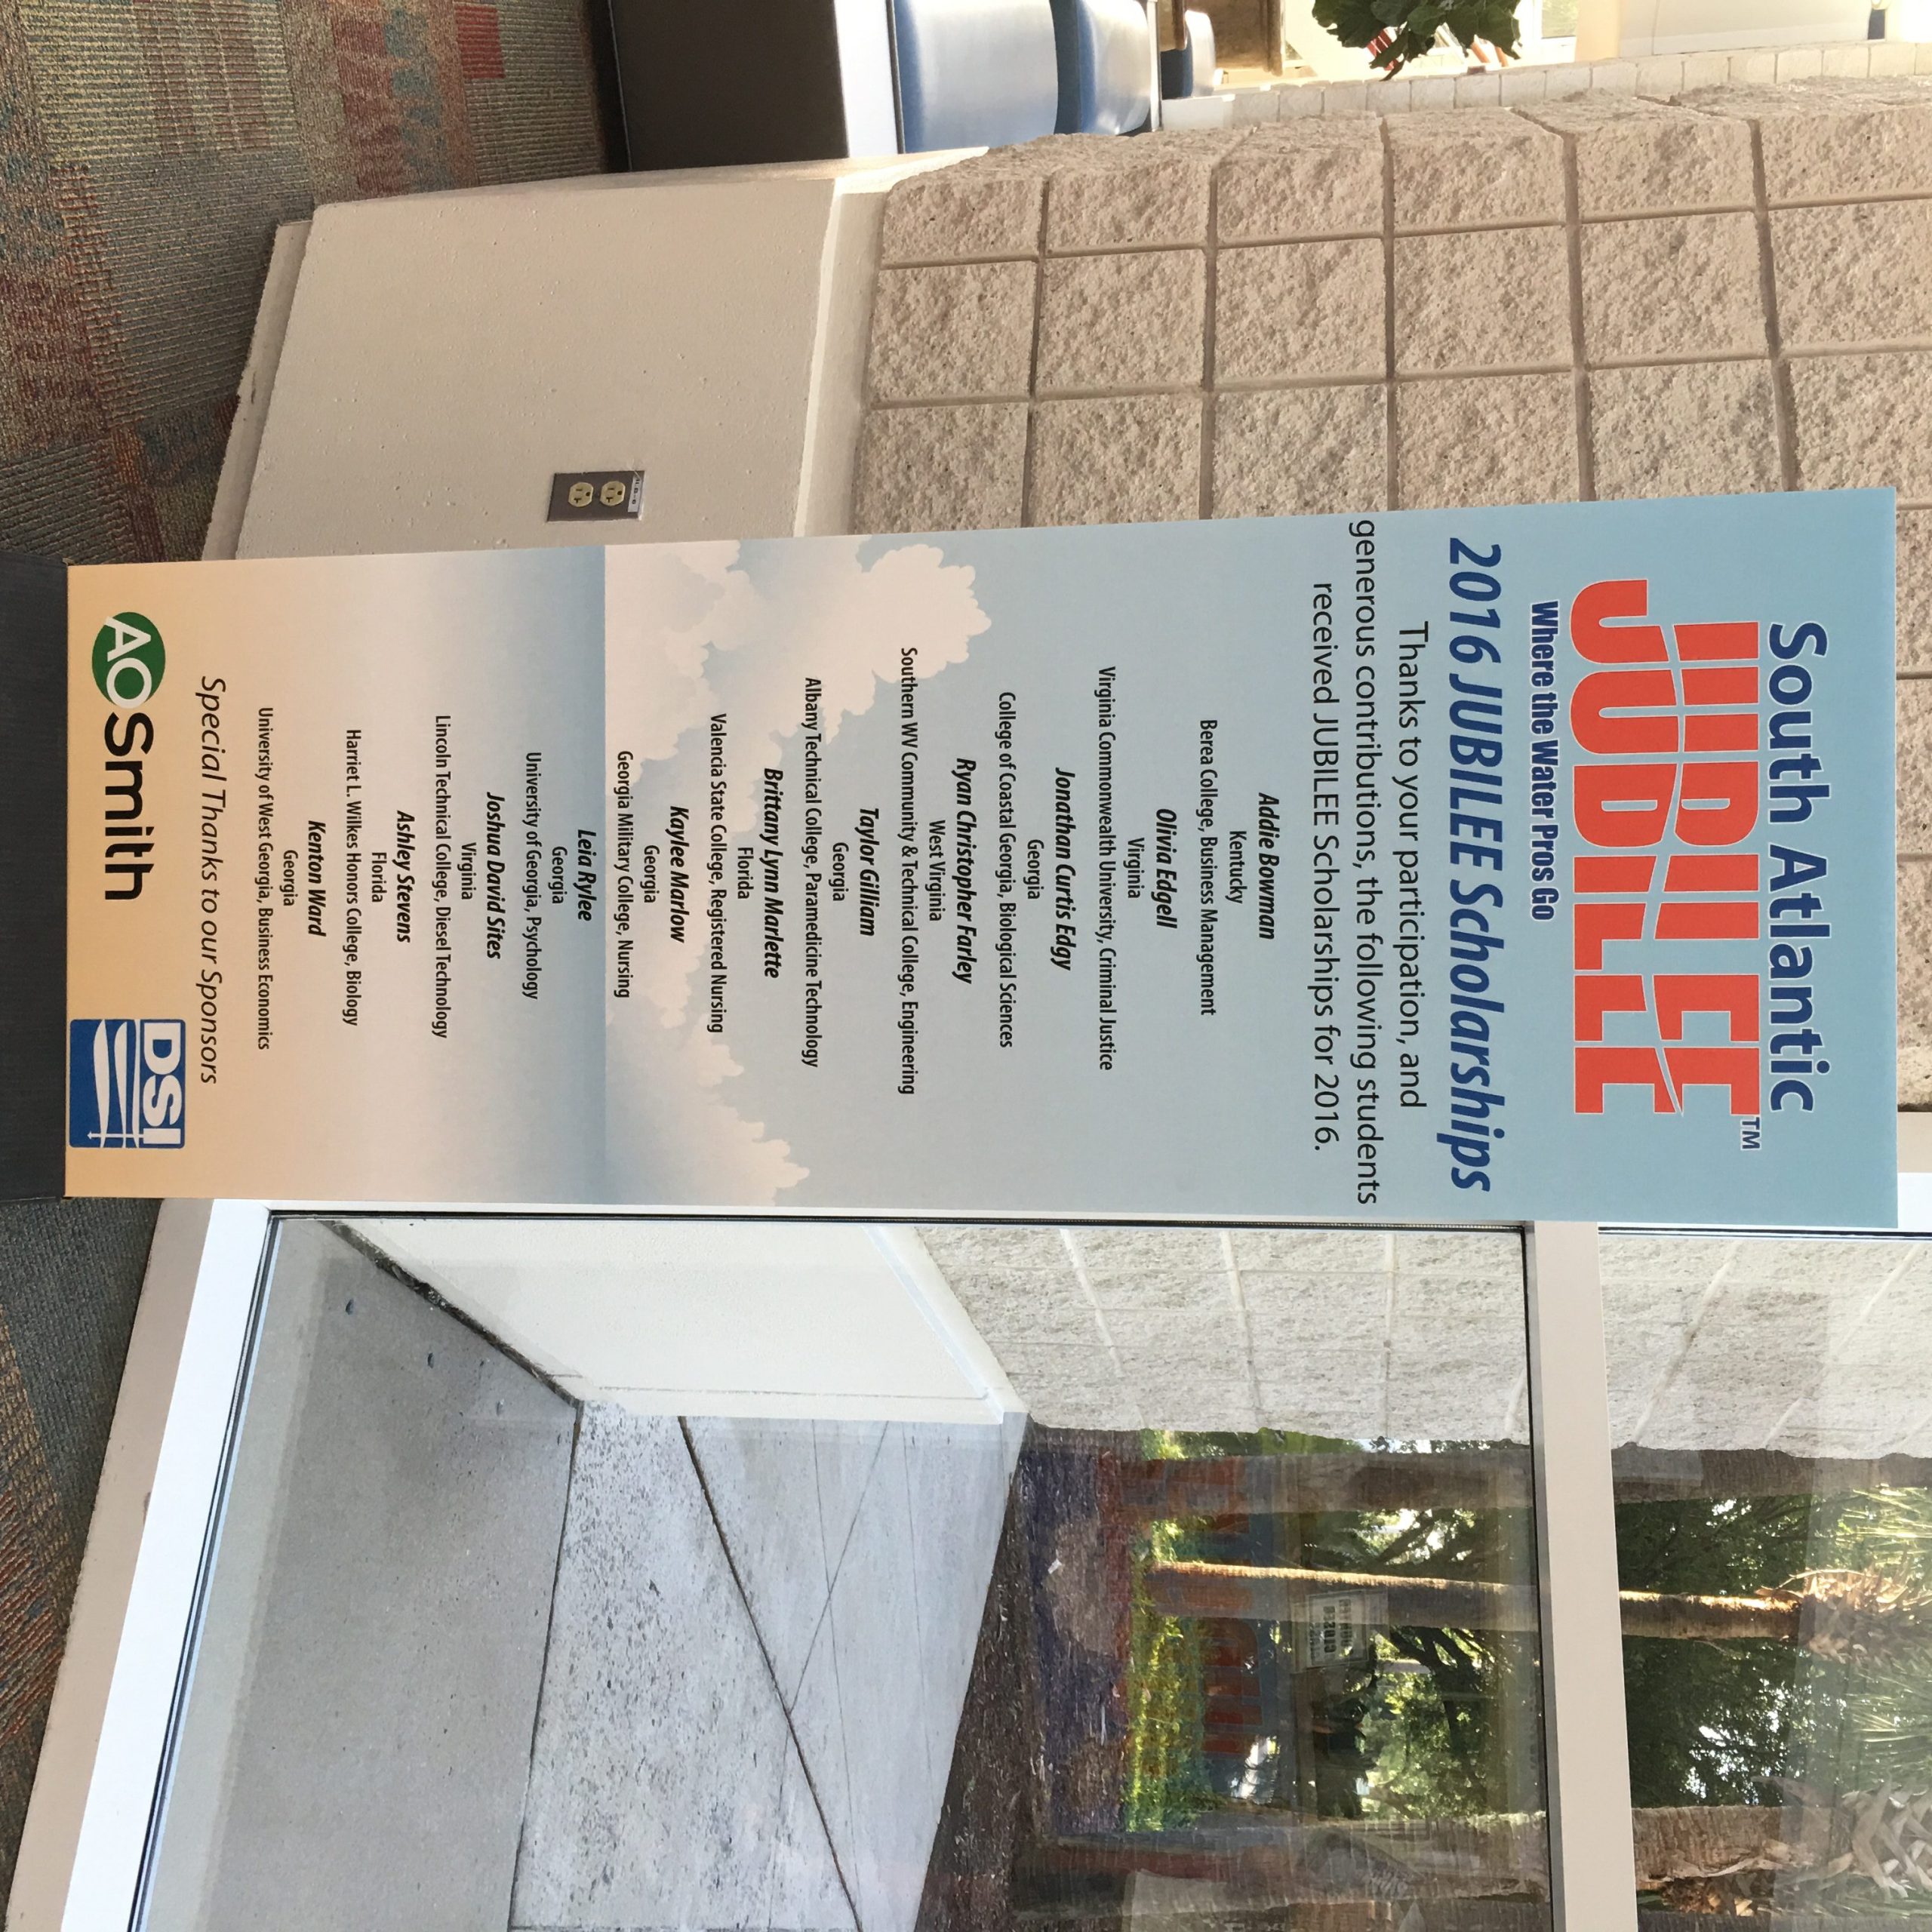 South Atlantic
JUBILEE™
Where the Water Pros Go
2016 JUBILEE Scholarships
Thanks to your participation, and
generous contributions, the following students
received JUBILEE Scholarships for 2016.
Addie Bowman
Kentucky
Berea College, Business Management
Olivia Edgell
Virginia
Virginia Commonwealth University, Criminal Justice
Jonathan Curtis Edgy
Georgia
College of Coastal Georgia, Biological Sciences
Ryan Christopher Farley
West Virginia
Southern WV Community & Technical College, Engineering
Taylor Gilliam
Georgia
Albany Technical College, Paramedicine Technology
Brittany Lynn Marlette
Florida
Valencia State College, Registered Nursing
Kaylee Marlow
Georgia
Georgia Military College, Nursing
Leia Rylee
Georgia
University of Georgia, Psychology
Joshua David Sites
Virginia
Lincoln Technical College, Diesel Technology
Ashley Stevens
Florida
Harriet L. Wilkes Honors College, Biology
Kenton Ward
Georgia
University of West Georgia, Business Economics
Special Thanks to our Sponsors
AO Smith
DSI